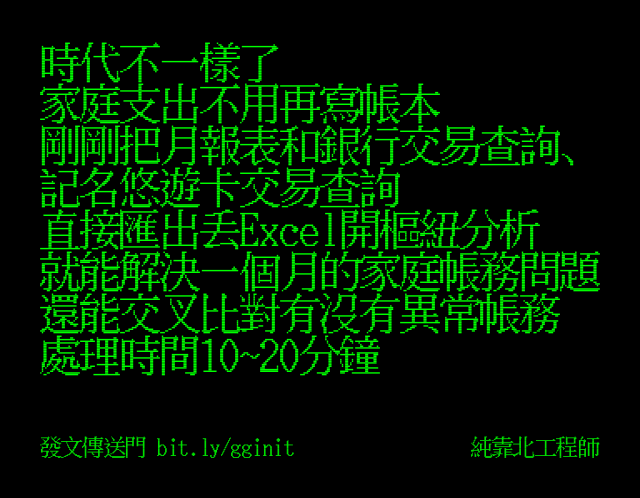 時代不一樣了
家庭支出不用再寫帳本
剛剛把月報表和銀行交易查詢、
記名悠遊卡交易查詢
直接匯出丟Excel開樞紐分析
就能解決一個月的家庭帳務問題
還能交叉比對有沒有異常帳務
處理時間10~20分鐘
發文傳送門 bit.ly/gginit
純靠北工程師